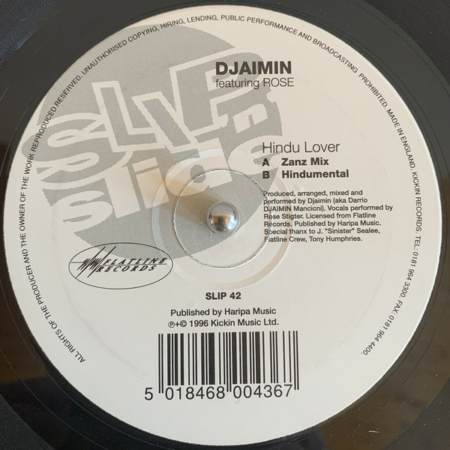 ALL RIGHTS OF THE PRODUCER AND THE OWNER OF THE WORK REPRODUCED RESERVED, UNAUTHORISED COPYING, HIRING, LENDING, PUBLIC PERFORMANCE AND BROADCASTING PROHIBITED. MADE IN ENGLAND. KICKIN RECORDS. TEL: 0181 964 3300. FAX: 0181 964 4400.
SLIP
'n'
slide
DJAIMIN
featuring ROSE
Hindu Lover
A Zanz Mix
B Hindumental
Produced, arranged, mixed and
performed by Djaimin (aka Darrio
DJAIMIN Mancioni). Vocals performed by
Rose Stigter. Licensed from Flatline
Records. Published by Haripa Music.
Special thanx to J. "Sinister" Sealee,
Flatline Crew, Tony Humphries.
FLATLINE
RECORDS
SLIP 42
Published by Haripa Music
℗+© 1996 Kickin Music Ltd.
5 018468 004367